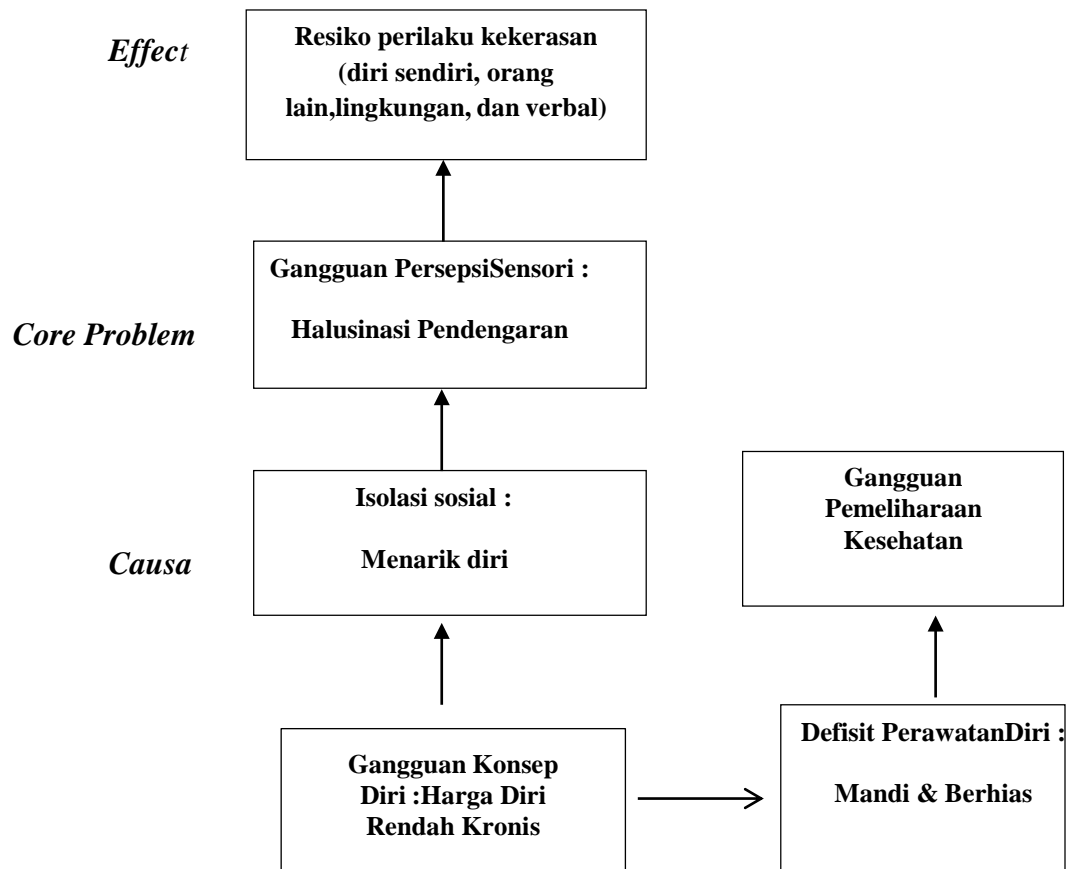 Effect
Resiko perilaku kekerasan
(diri sendiri, orang
lain,lingkungan, dan verbal)
Gangguan PersepsiSensori :
Halusinasi Pendengaran
Core Problem
Isolasi sosial :
Menarik diri
Causa
Gangguan
Pemeliharaan
Kesehatan
Gangguan Konsep
Diri :Harga Diri
Rendah Kronis
Defisit PerawatanDiri :
Mandi & Berhias